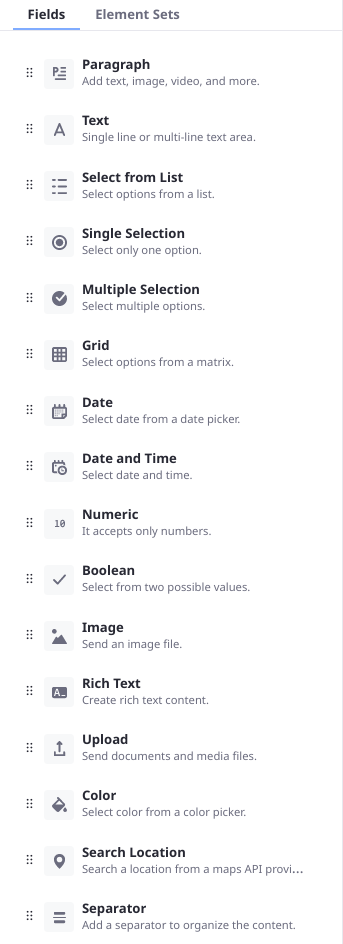 Fields Element Sets
Paragraph
Add text, image, video, and more.
Text
Single line or multi-line text area.
Select from List
Select options from a list.
Single Selection
Select only one option.
Multiple Selection
Select multiple options.
Grid
Select options from a matrix.
Date
Select date from a date picker.
Date and Time
Select date and time.
10
Numeric
It accepts only numbers.
Boolean
Select from two possible values.
Image
Send an image file.
Rich Text
Create rich text content.
Upload
Send documents and media files.
Color
Select color from a color picker.
Search Location
Search a location from a maps API provi...
Separator
Add a separator to organize the content.